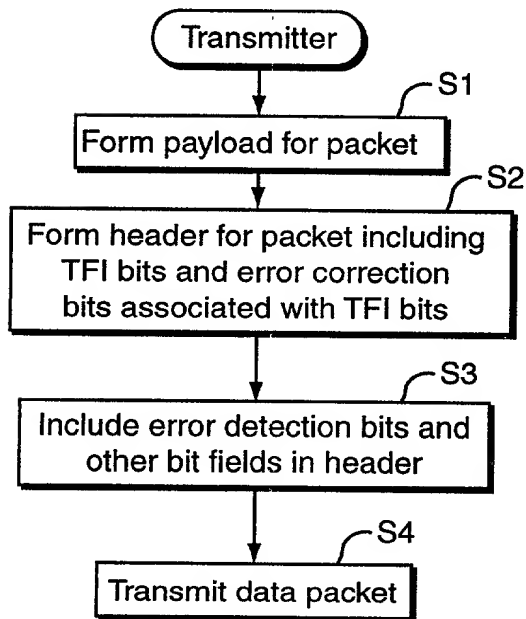 Transmitter
S1
Form payload for packet
S2
Form header for packet including
TFI bits and error correction
bits associated with TFI bits
S3
Include error detection bits and
other bit fields in header
S4
Transmit data packet